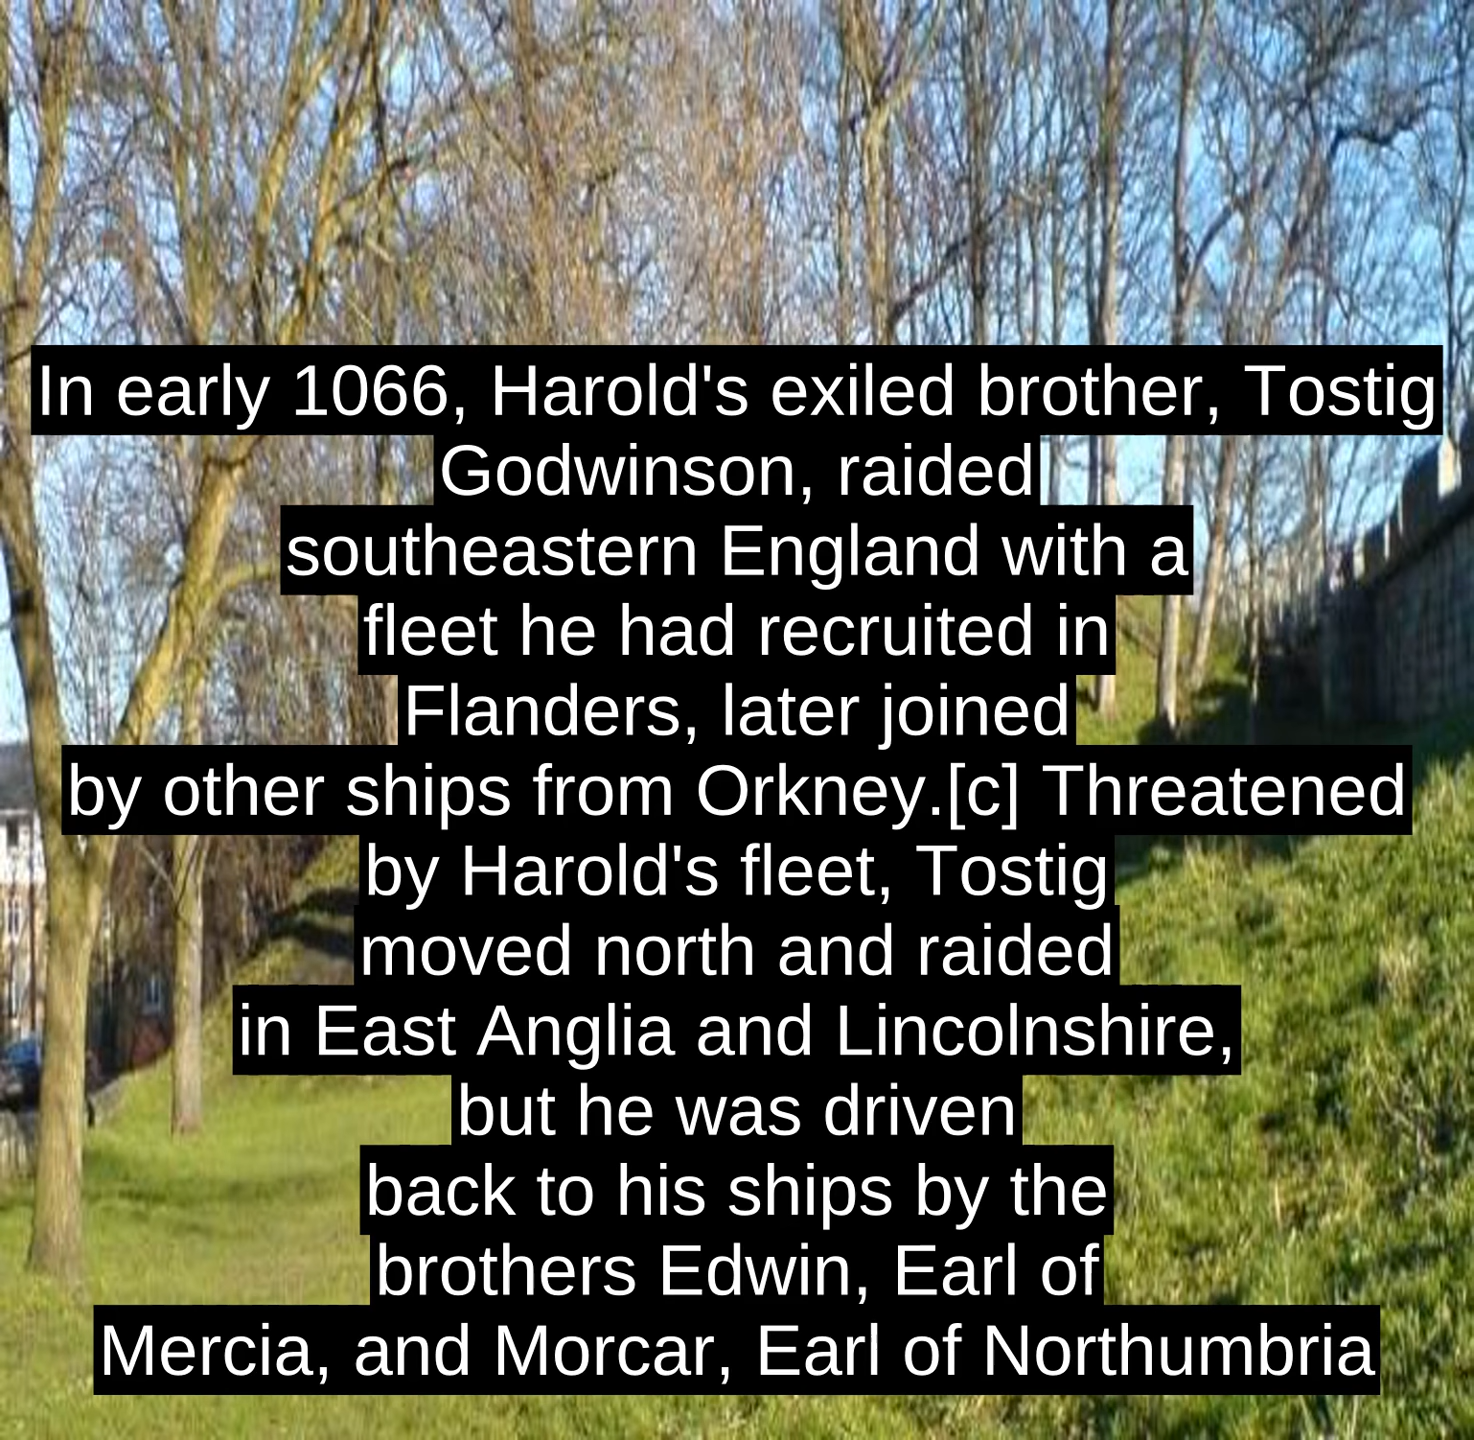 In early 1066, Harold's exiled brother, Tostig
Godwinson, raided
southeastern England with a
fleet he had recruited in
Flanders, later joined
by other ships from Orkney.[c] Threatened
by Harold's fleet, Tostig
moved north and raided
in East Anglia and Lincolnshire,
but he was driven
back to his ships by the
brothers Edwin, Earl of
Mercia, and Morcar, Earl of Northumbria